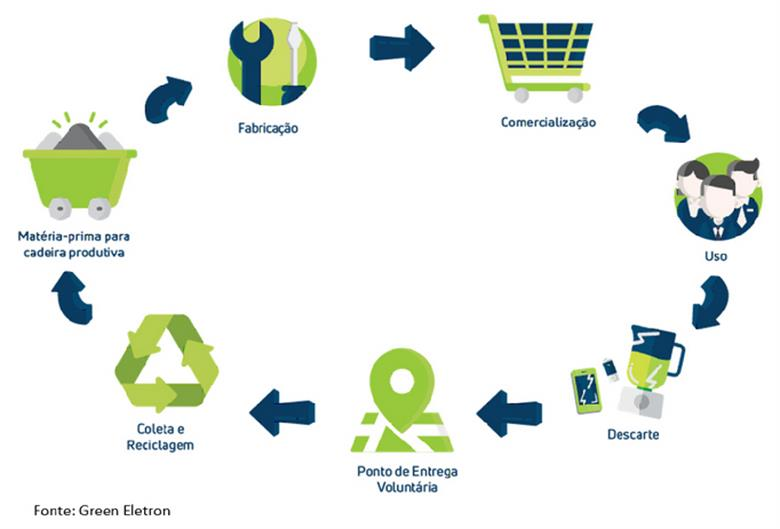 Fabricação
Comercialização
Matéria-prima para
cadeira produtiva
Uso
Descarte
Ponto de Entrega
Voluntária
Coleta e
Reciclagem
Fonte: Green Eletron